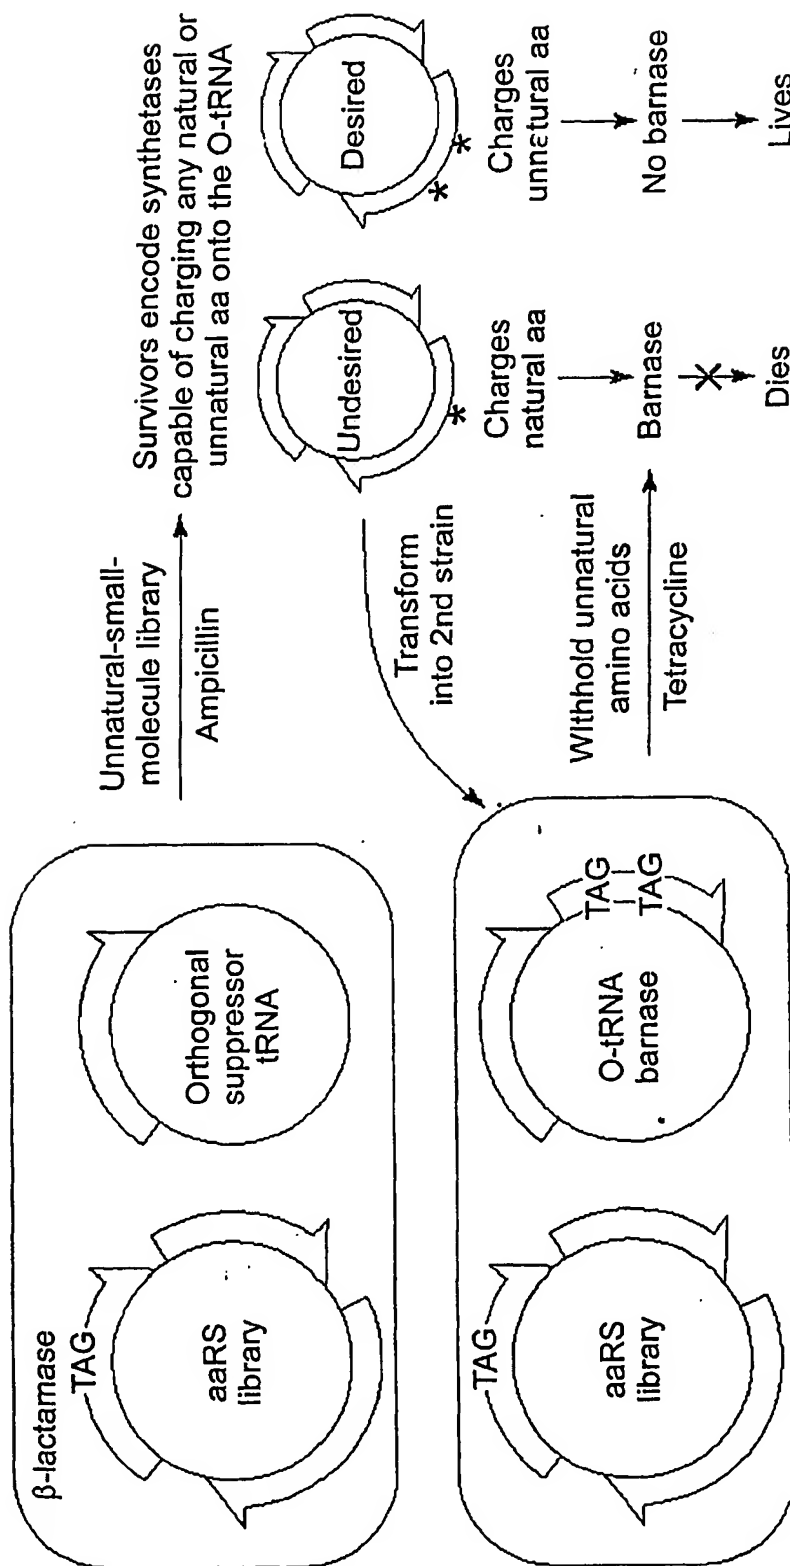 β-lactamase
TAG
aaRS
library
Orthogonal
suppressor
tRNA
Unnatural-small-
molecule library
Ampicillin
Survivors encode synthetases
capable of charging any natural or
unnatural aa onto the O-tRNA
Undesired
*
Desired
* *
Transform
into 2nd strain
TAG
aaRS
library
O-tRNA
barnase
TAG
TAG
Withhold unnatural
amino acids
Tetracycline
Charges
natural aa
Barnase
X
Dies
Charges
unnatural aa
No barnase
Lives